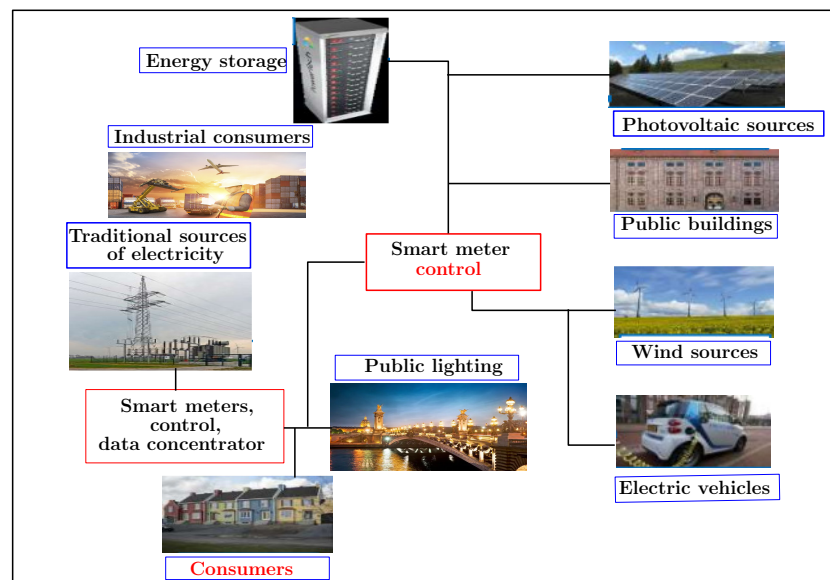 Energy storage
Photovoltaic sources
Industrial consumers
Public buildings
Traditional sources
of electricity
Smart meter
control
Wind sources
Public lighting
Smart meters,
control,
data concentrator
Electric vehicles
Consumers